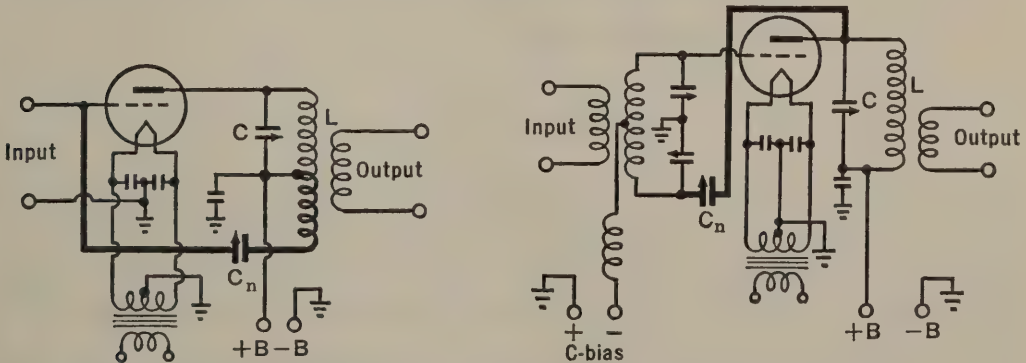 Input
C
L
Output
Cn
+B -B
Input
C
L
Output
Cn
+ -
C-bias
+B -B